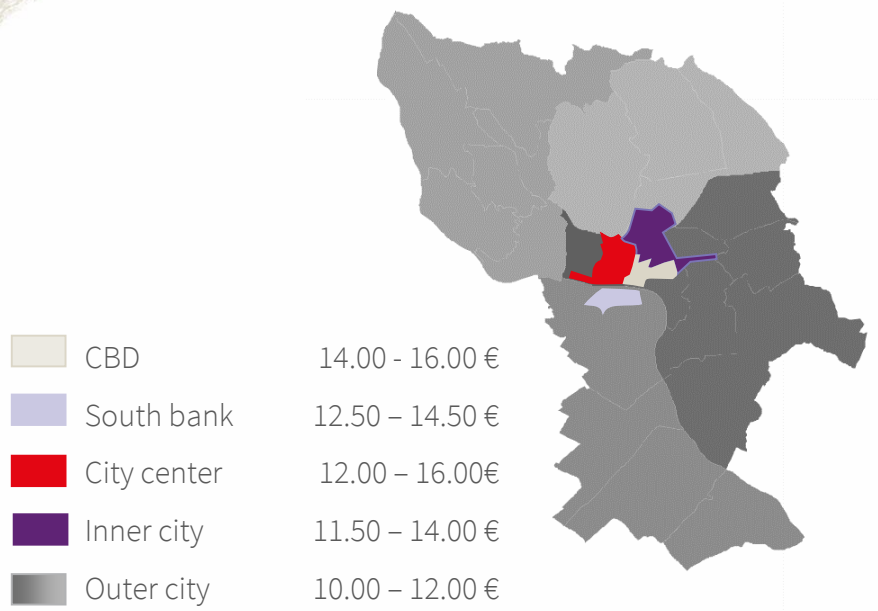 CBD 14.00 - 16.00 €
South bank 12.50 – 14.50 €
City center 12.00 – 16.00€
Inner city 11.50 – 14.00 €
Outer city 10.00 – 12.00 €